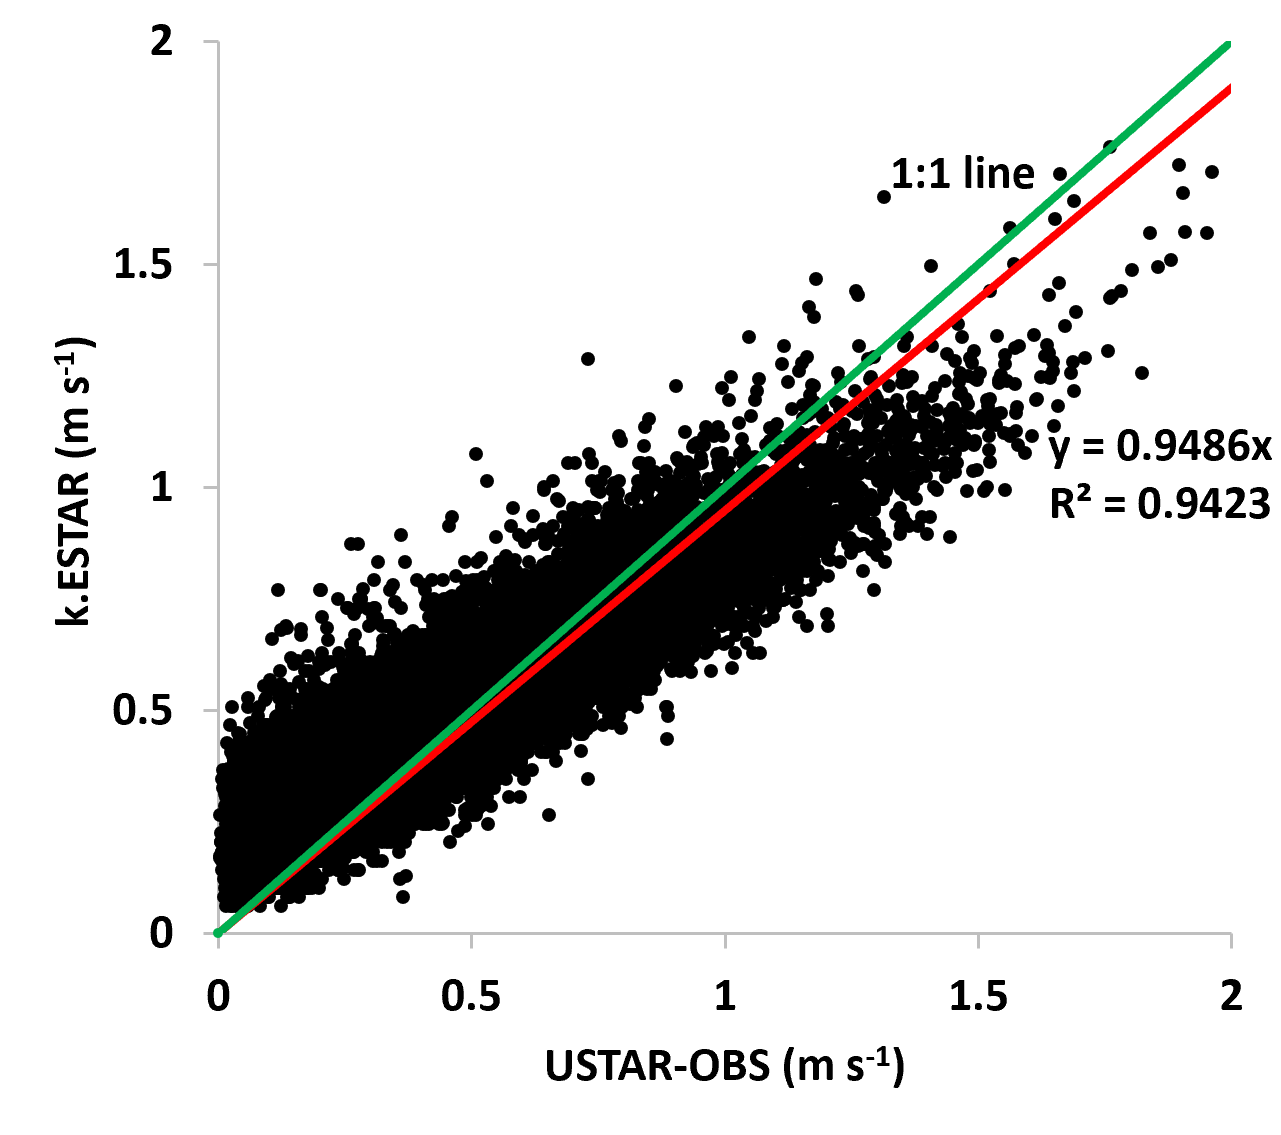 2
1.5
1
0.5
0
k.ESTAR (m s⁻¹)
1:1 line
y = 0.9486x
R² = 0.9423
0 0.5 1 1.5 2
USTAR-OBS (m s⁻¹)